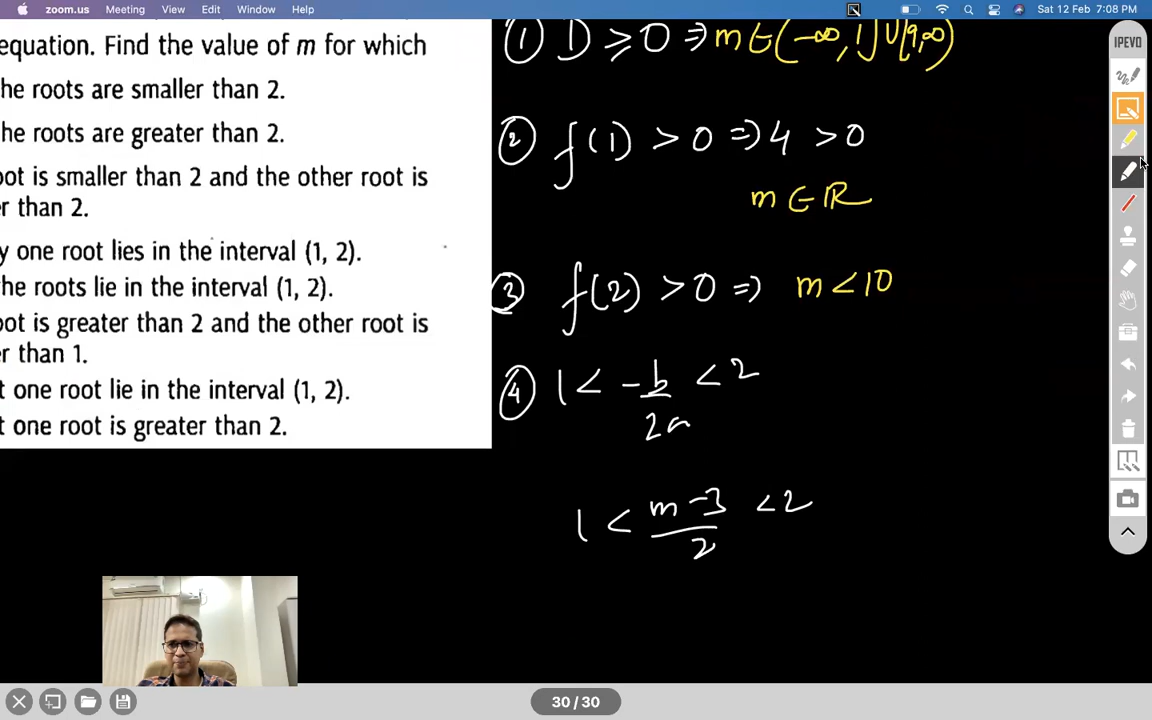 zoom.us Meeting View Edit Window Help Sat 12 Feb 7:08 PM
equation. Find the value of m for which
he roots are smaller than 2.
he roots are greater than 2.
oot is smaller than 2 and the other root is
r than 2.
y one root lies in the interval (1, 2).
he roots lie in the interval (1, 2).
oot is greater than 2 and the other root is
r than 1.
t one root lie in the interval (1, 2).
t one root is greater than 2.
① D ≥ 0 ⇒ m ∈ (-∞, 1] ∪ [9, ∞)
② f(1) > 0 ⇒ 4 > 0
m ∈ ℝ
③ f(2) > 0 ⇒ m < 10
④ 1 < -b/2a < 2
1 < (m-3)/2 < 2
IPEVO
30 / 30